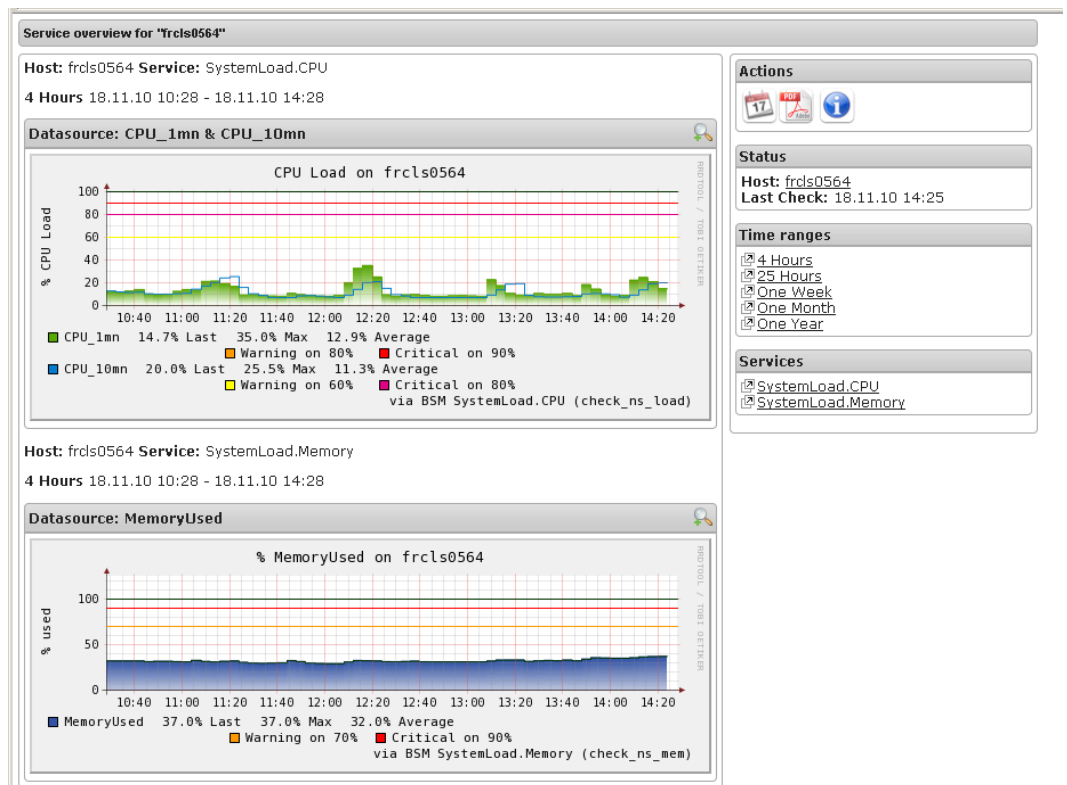 Service overview for "frcls0564"
Host: frcls0564 Service: SystemLoad.CPU
4 Hours 18.11.10 10:28 - 18.11.10 14:28
Datasource: CPU_1mn & CPU_10mn
CPU Load on frcls0564
% CPU Load
100
80
60
40
20
0
10:40 11:00 11:20 11:40 12:00 12:20 12:40 13:00 13:20 13:40 14:00 14:20
CPU_1mn 14.7% Last 35.0% Max 12.9% Average
Warning on 80% Critical on 90%
CPU_10mn 20.0% Last 25.5% Max 11.3% Average
Warning on 60% Critical on 80%
via BSM SystemLoad.CPU (check_ns_load)
RRDTOOL / TOBI OETIKER
Host: frcls0564 Service: SystemLoad.Memory
4 Hours 18.11.10 10:28 - 18.11.10 14:28
Datasource: MemoryUsed
% MemoryUsed on frcls0564
% used
100
50
0
10:40 11:00 11:20 11:40 12:00 12:20 12:40 13:00 13:20 13:40 14:00 14:20
MemoryUsed 37.0% Last 37.0% Max 32.0% Average
Warning on 70% Critical on 90%
via BSM SystemLoad.Memory (check_ns_mem)
RRDTOOL / TOBI OETIKER
Actions
17
PDF
Adobe
Status
Host: frcls0564
Last Check: 18.11.10 14:25
Time ranges
4 Hours
25 Hours
One Week
One Month
One Year
Services
SystemLoad.CPU
SystemLoad.Memory